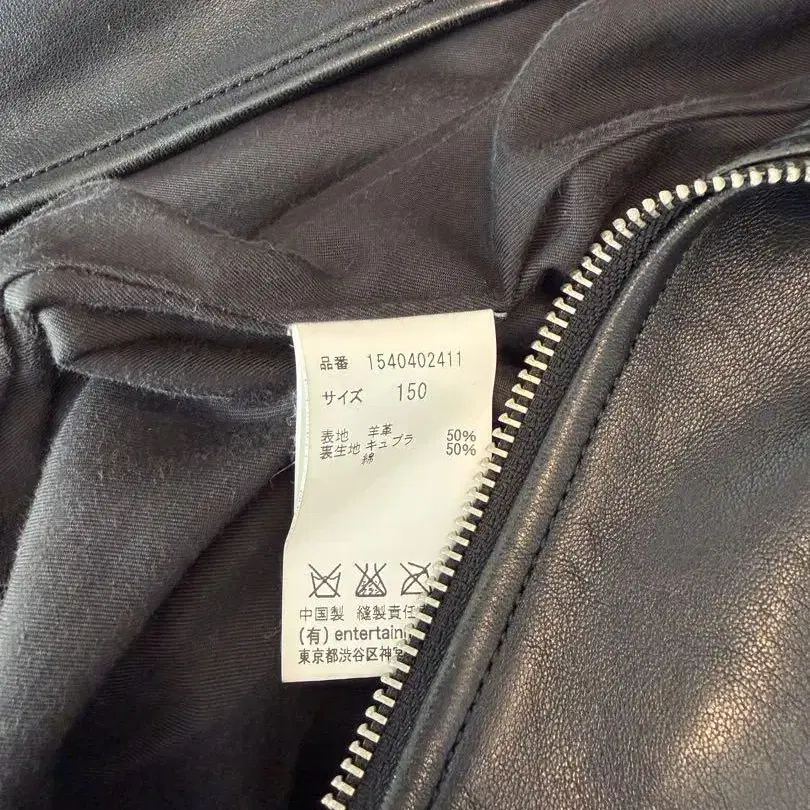 品番 1540402411
サイズ 150
表地 羊革
裏生地 キュプラ 50%
綿 50%
中国製 縫製責任
(有) entertain
東京都渋谷区神宮